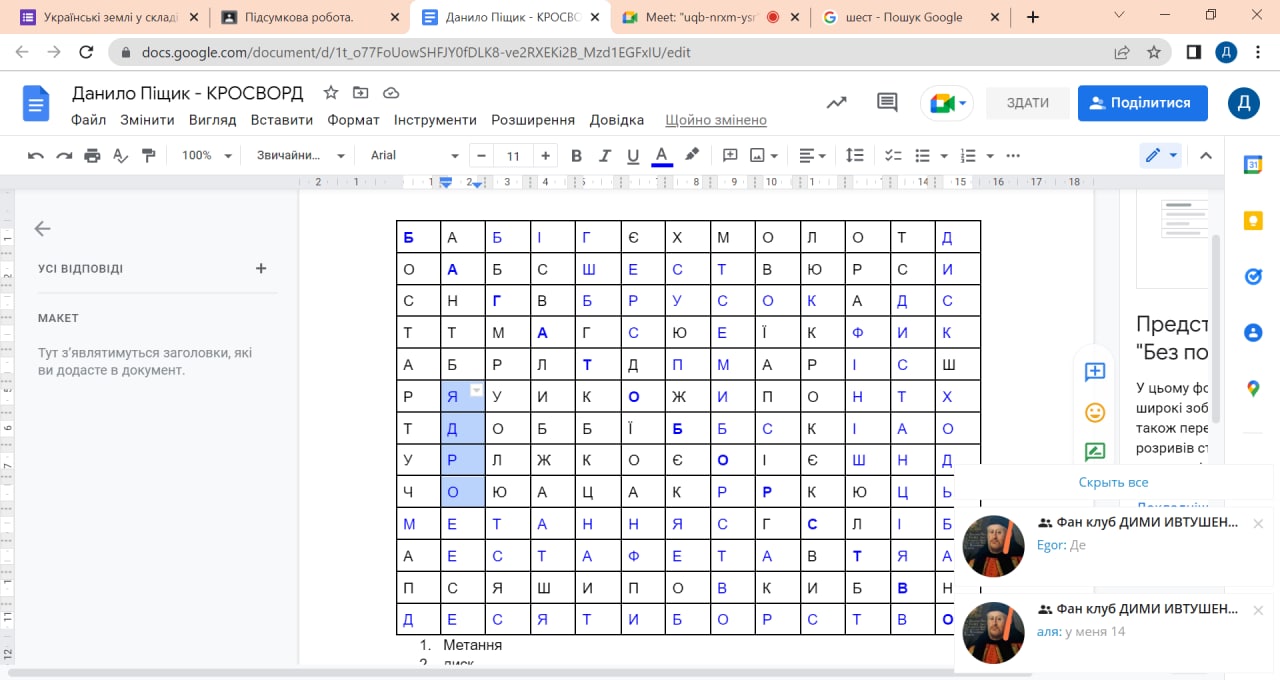 Українські землі у складі
Підсумкова робота.
Данило Піщик - КРОСВО
Meet: "uqb-nrxm-ysr
шест - Пошук Google
docs.google.com/document/d/1t_o77FoUowSHFJY0fDLK8-ve2RXEKi2B_Mzd1EGFxIU/edit
Д
Данило Піщик - КРОСВОРД
Файл Змінити Вигляд Вставити Формат Інструменти Розширення Довідка Щойно змінено
ЗДАТИ
Поділитися
Д
100% Звичайни... Arial 11
2 1 1 2 3 4 5 7 8 9 10 1 14 15 16 17 18
УСІ ВІДПОВІДІ
МАКЕТ
Тут з'являтимуться заголовки, які
ви додасте в документ.
Б А Б І Г Є Х М О Л О Т Д
О А Б С Ш Е С Т В Ю Р С И
С Н Г В Б Р У С О К А Д С
Т Т М А Г С Ю Е Ї К Ф И К
А Б Р Л Т Д П М А Р І С Ш
Р Я У И К О Ж И П О Н Т Х
Т Д О Б Ї Б Б С К І А О
У Р Л Ж К О Є О І Є Ш Н Д
Ч О Ю А Ц А К Р Р К Ю Ц Ь
М Е Т А Н Н Я С Г С Л І Б
А Е С Т А Ф Е Т А В Т Я А
П С Я Ш И П О В К И Б В Н
Д Е С Я Т И Б О Р С Т В О
1. Метання
2. диск
Предст
"Без по
У цьому фо
широкі зоб
також пере
розривів ст
Скрыть все
Фан клуб ДИМИ ИВТУШЕН...
Egor: Де
Фан клуб ДИМИ ИВТУШЕН...
аля: у меня 14